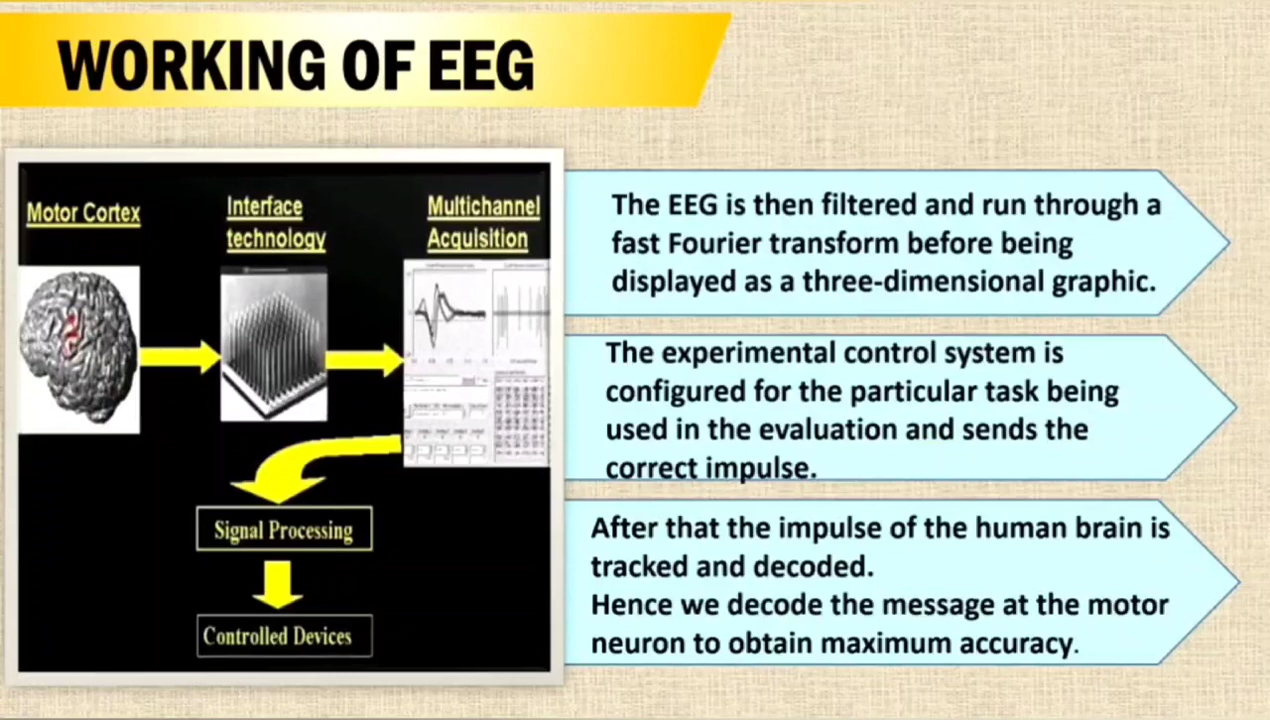 WORKING OF EEG
Motor Cortex
Interface
technology
Multichannel
Acquisition
Signal Processing
Controlled Devices
The EEG is then filtered and run through a
fast Fourier transform before being
displayed as a three-dimensional graphic.
The experimental control system is
configured for the particular task being
used in the evaluation and sends the
correct impulse.
After that the impulse of the human brain is
tracked and decoded.
Hence we decode the message at the motor
neuron to obtain maximum accuracy.